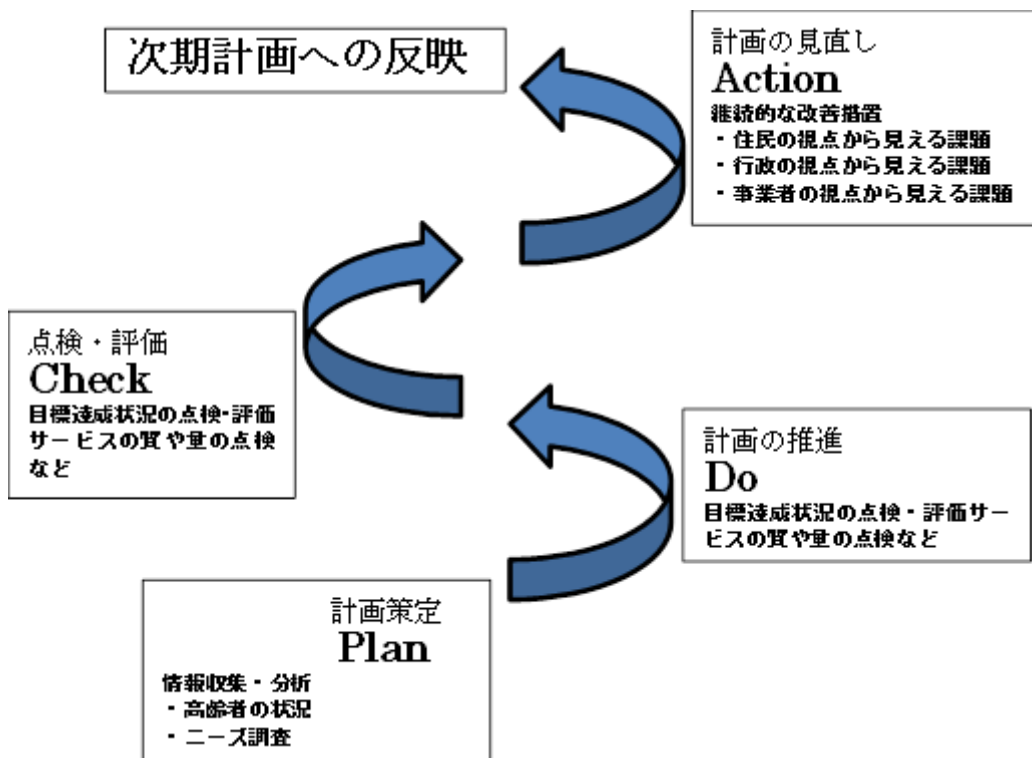 次期計画への反映
計画の見直し
Action
継続的な改善措置
・住民の視点から見える課題
・行政の視点から見える課題
・事業者の視点から見える課題
点検・評価
Check
目標達成状況の点検・評価
サービスの質や量の点検
など
計画の推進
Do
目標達成状況の点検・評価サー
ビスの質や量の点検など
計画策定
Plan
情報収集・分析
・高齢者の状況
・ニーズ調査